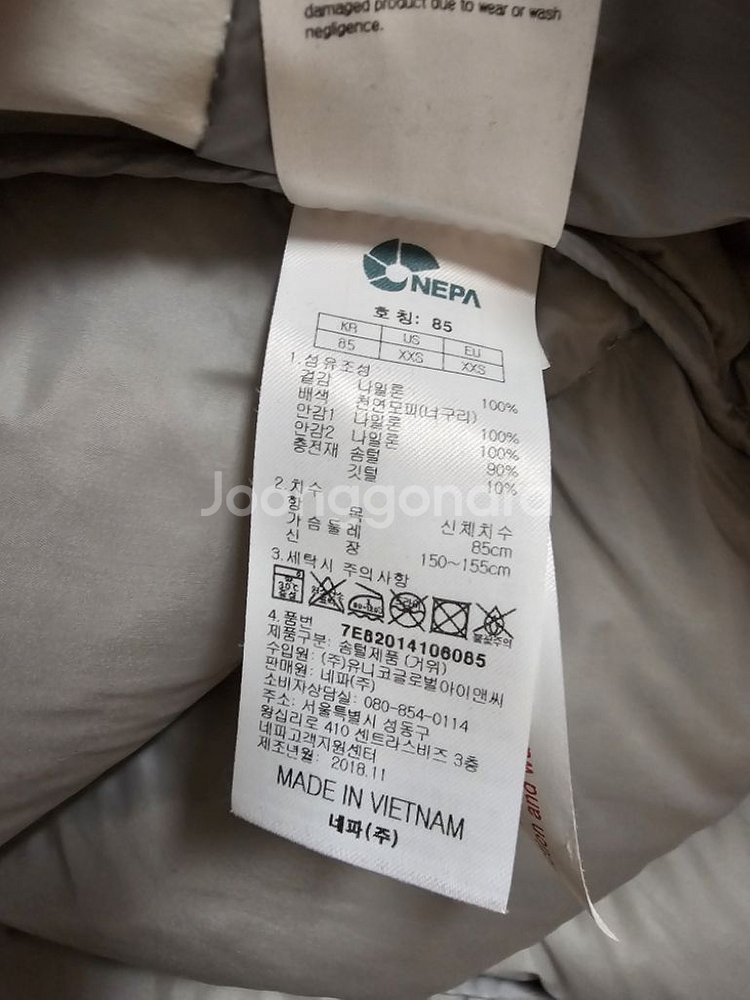 damaged product due to wear or wash
negligence.
NEPA
호 칭: 85
KR US EU
85 XXS XXS
1.섬유조성
겉감 나일론 100%
배색 천연모피(너구리)
안감1 나일론 100%
안감2 나일론 100%
충전재 솜털 90%
깃털 10%
2.치수
항 목 신체치수
가슴둘레 85cm
신 장 150~155cm
3.세탁시 주의사항
4.품번 7E82014106085
제품구분: 솜털제품 (거위)
수입원: (주)유니코글로벌아이앤씨
판매원: 네파(주)
소비자상담실: 080-854-0114
주소: 서울특별시 성동구
왕십리로 410 센트라스비즈 3층
네파고객지원센터
제조년월: 2018.11
MADE IN VIETNAM
네파(주)
Joonggonara